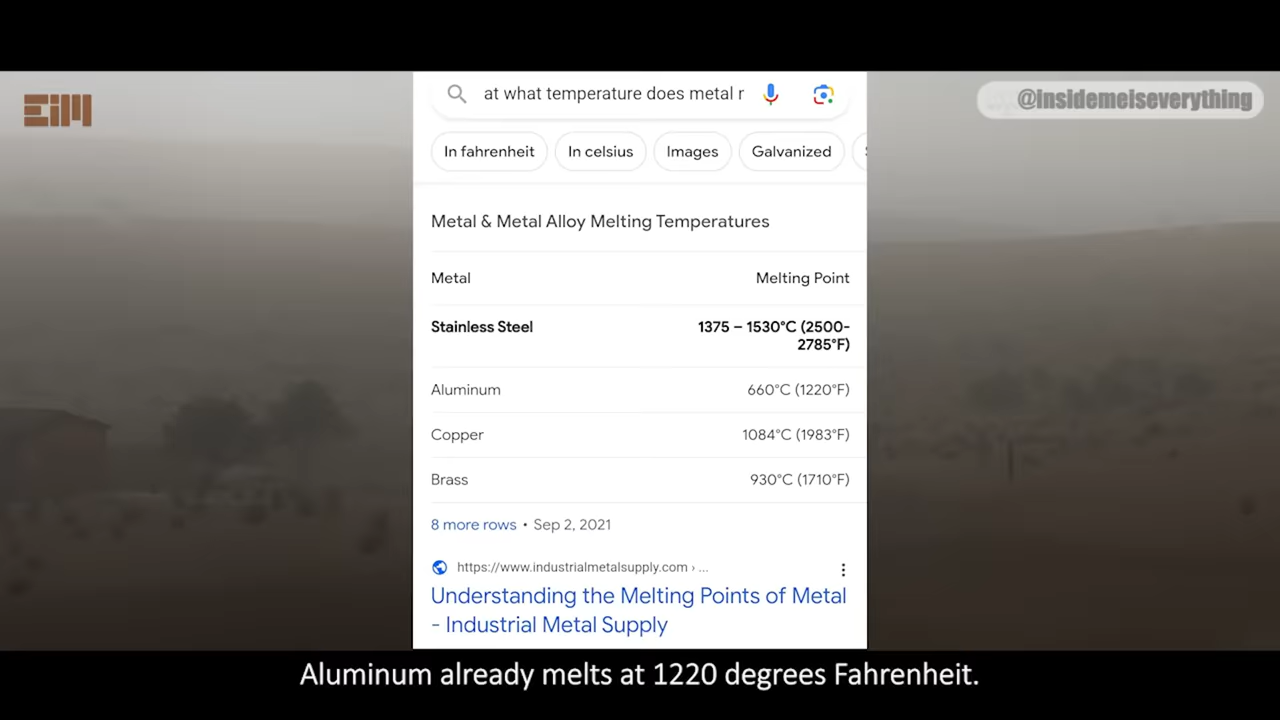 EIM
@insidemeiseverything
at what temperature does metal r
In fahrenheit
In celsius
Images
Galvanized
Metal & Metal Alloy Melting Temperatures
Metal Melting Point
Stainless Steel 1375 – 1530°C (2500-
2785°F)
Aluminum 660°C (1220°F)
Copper 1084°C (1983°F)
Brass 930°C (1710°F)
8 more rows • Sep 2, 2021
https://www.industrialmetalsupply.com › ...
Understanding the Melting Points of Metal
- Industrial Metal Supply
Aluminum already melts at 1220 degrees Fahrenheit.